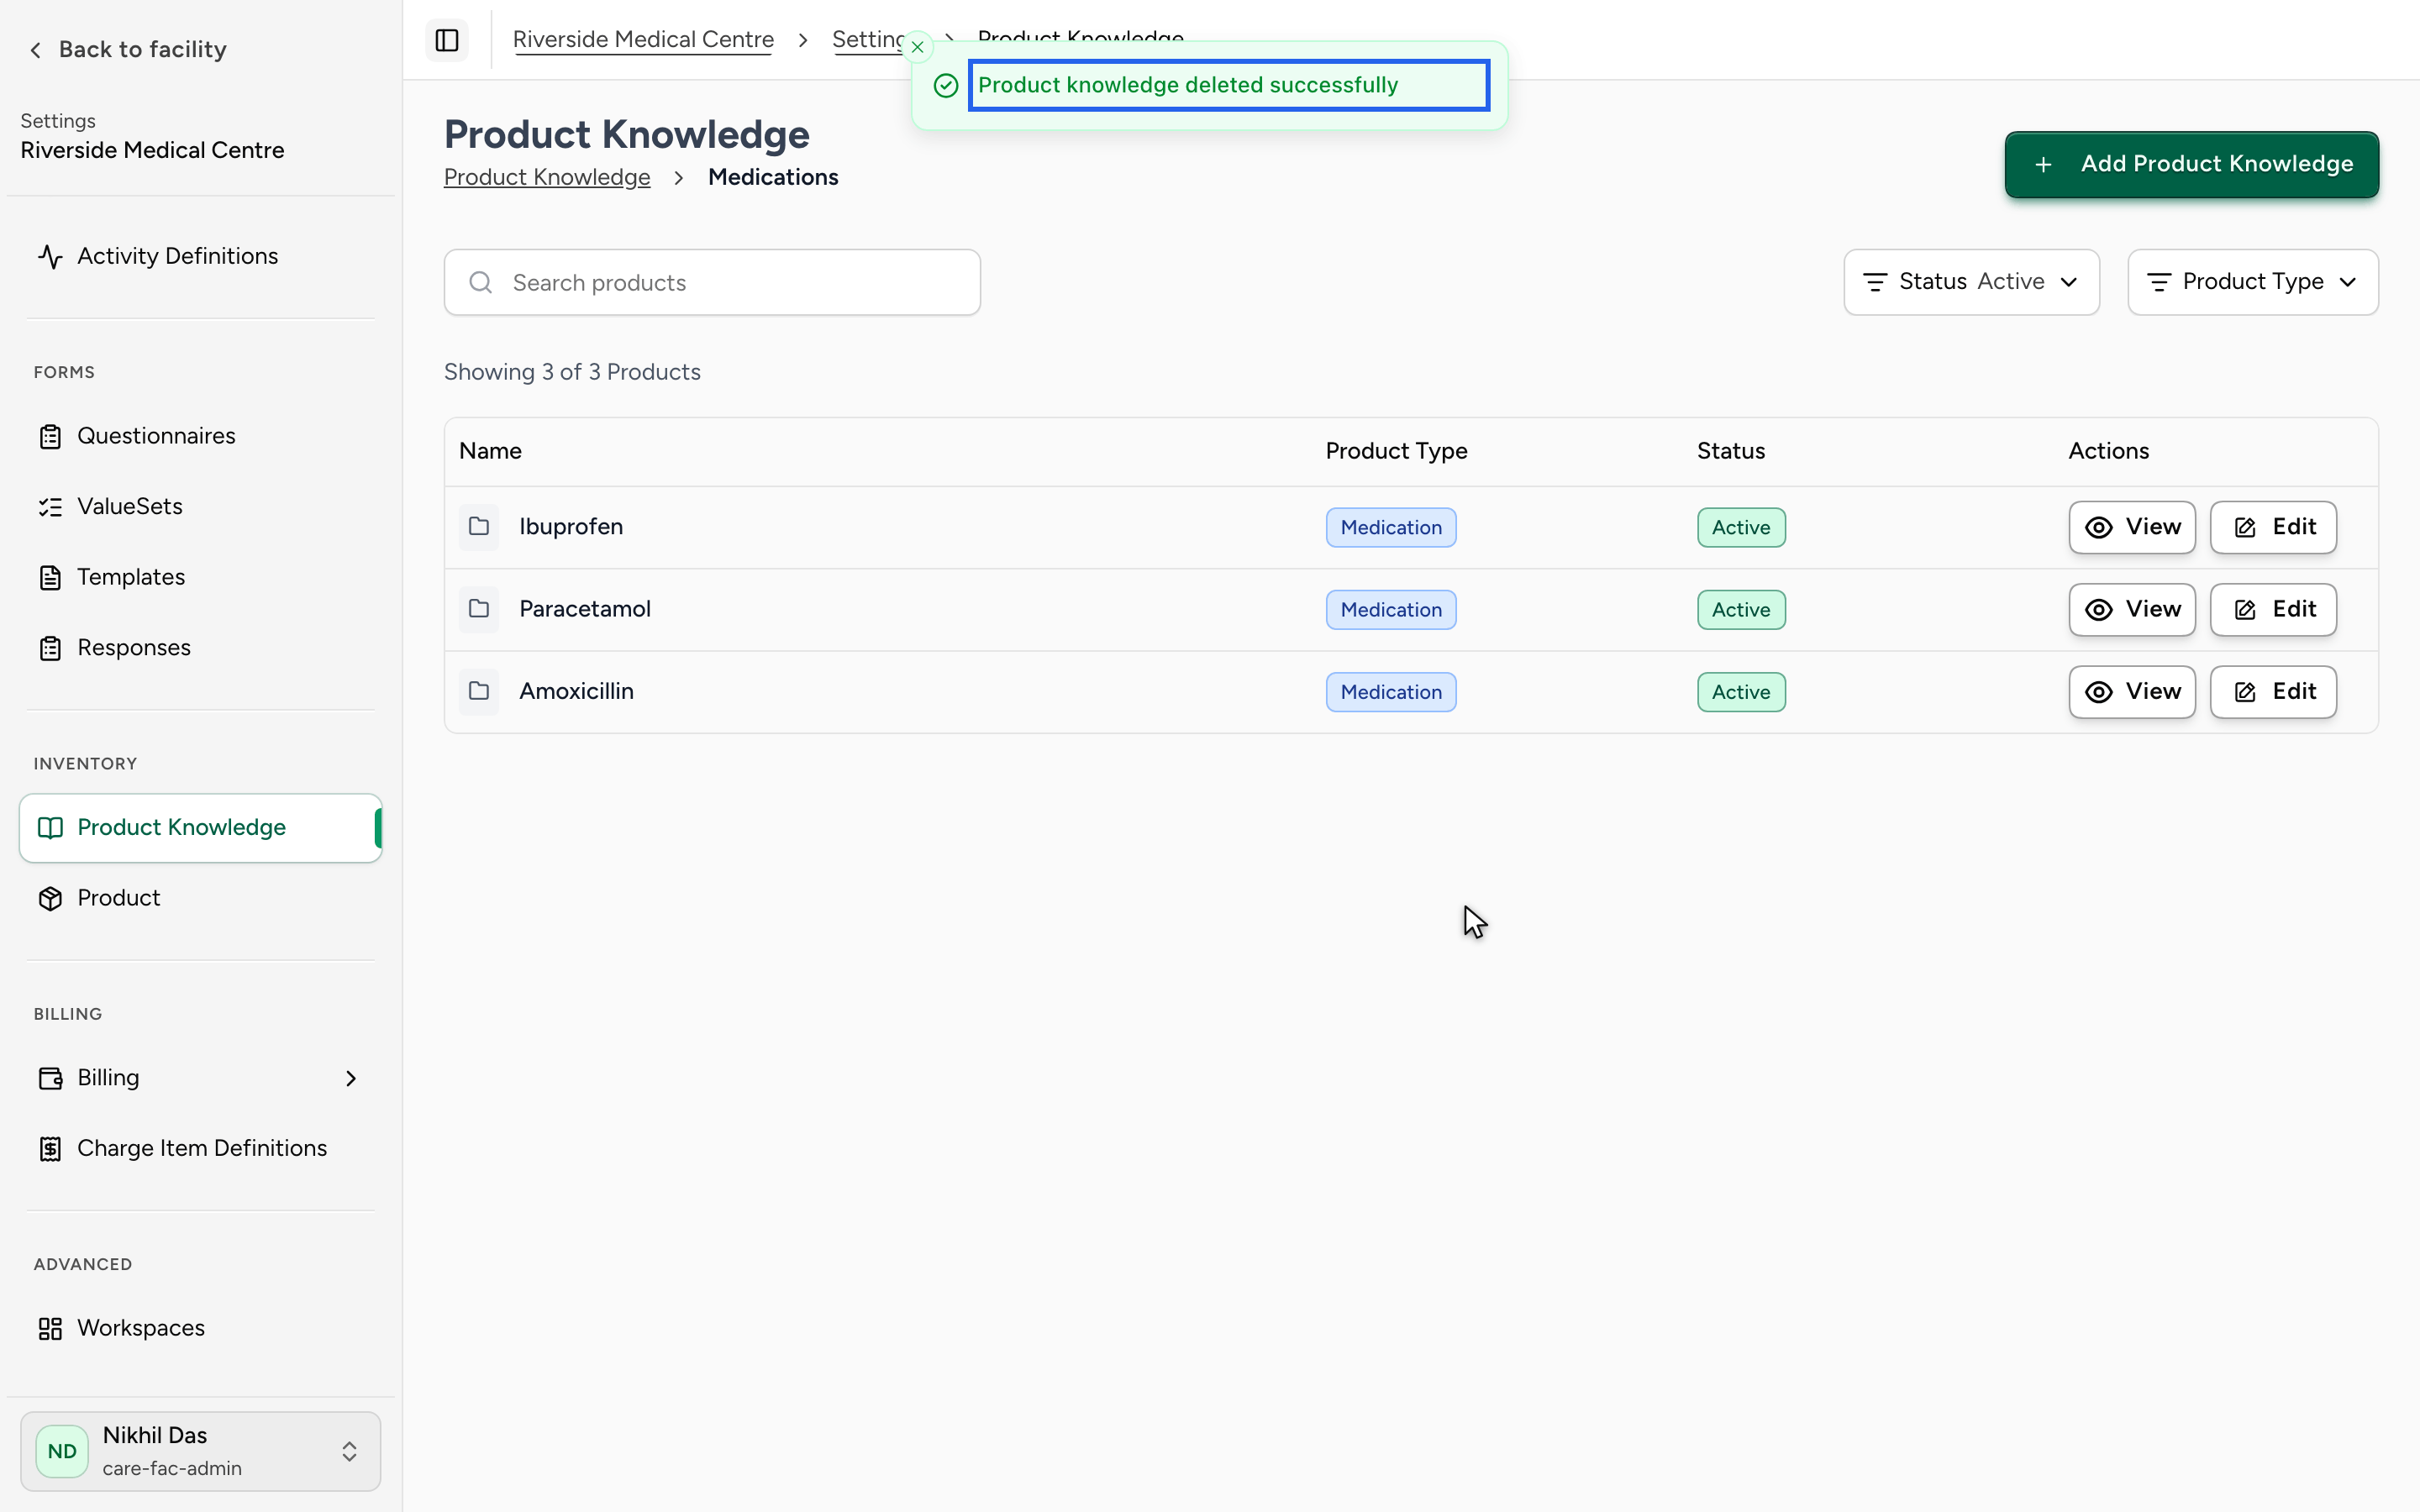 Back to facility
Settings
Riverside Medical Centre
Activity Definitions
FORMS
Questionnaires
ValueSets
Templates
Responses
INVENTORY
Product Knowledge
Product
BILLING
Billing
Charge Item Definitions
ADVANCED
Workspaces
ND
Nikhil Das
care-fac-admin
Riverside Medical Centre > Setting > Product Knowledge
Product knowledge deleted successfully
Product Knowledge
Product Knowledge > Medications
+ Add Product Knowledge
Search products
Status Active
Product Type
Showing 3 of 3 Products
Name Product Type Status Actions
Ibuprofen Medication Active View Edit
Paracetamol Medication Active View Edit
Amoxicillin Medication Active View Edit